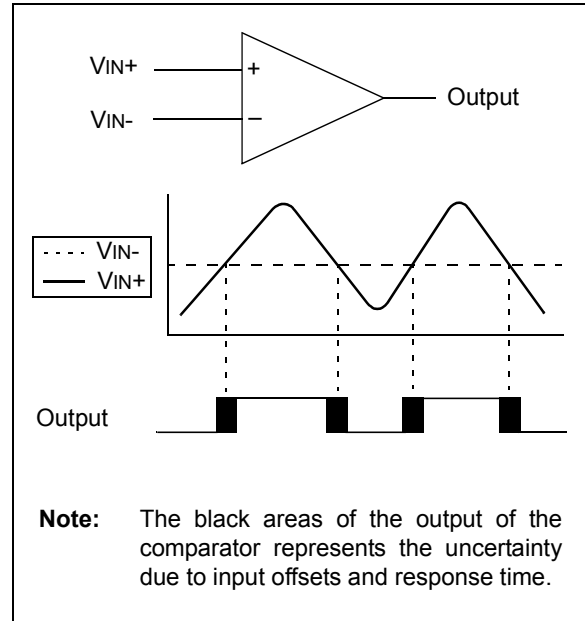 VIN+
+
Output
VIN-
–
VIN-
VIN+
Output
Note: The black areas of the output of the
comparator represents the uncertainty
due to input offsets and response time.